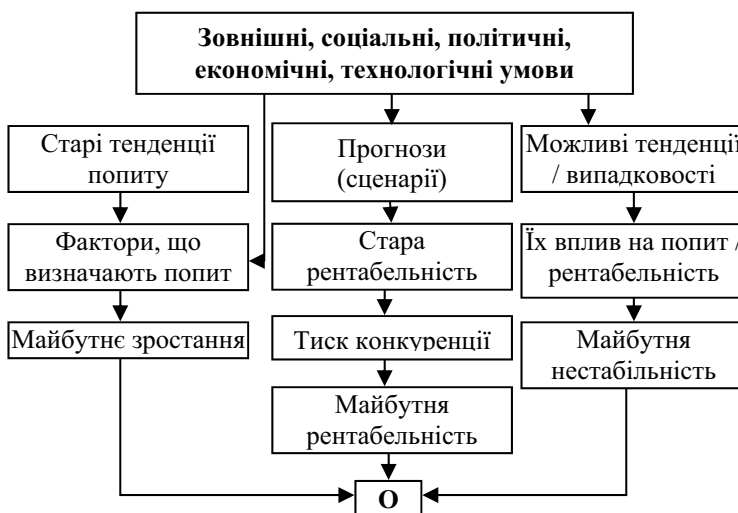 Зовнішні, соціальні, політичні,
економічні, технологічні умови
Старі тенденції
попиту
Прогнози
(сценарії)
Можливі тенденції
/ випадковості
Фактори, що
визначають попит
Стара
рентабельність
Їх вплив на попит /
рентабельність
Майбутнє зростання
Тиск конкуренції
Майбутня
нестабільність
Майбутня
рентабельність
О